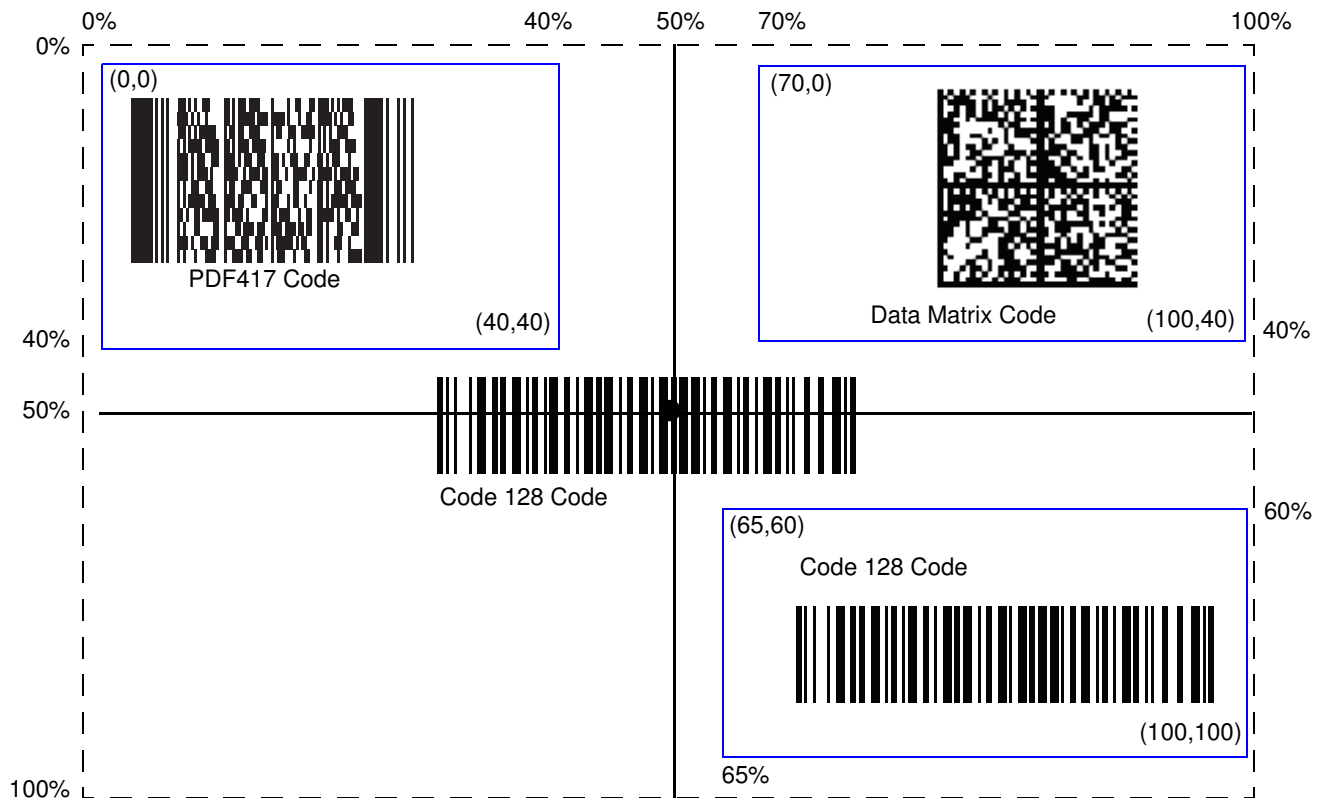 0% 40% 50% 70% 100%
0%
(0,0)
(70,0)
PDF417 Code
Data Matrix Code
(40,40)
(100,40)
40%
40%
50%
Code 128 Code
60%
(65,60)
Code 128 Code
(100,100)
65%
100%